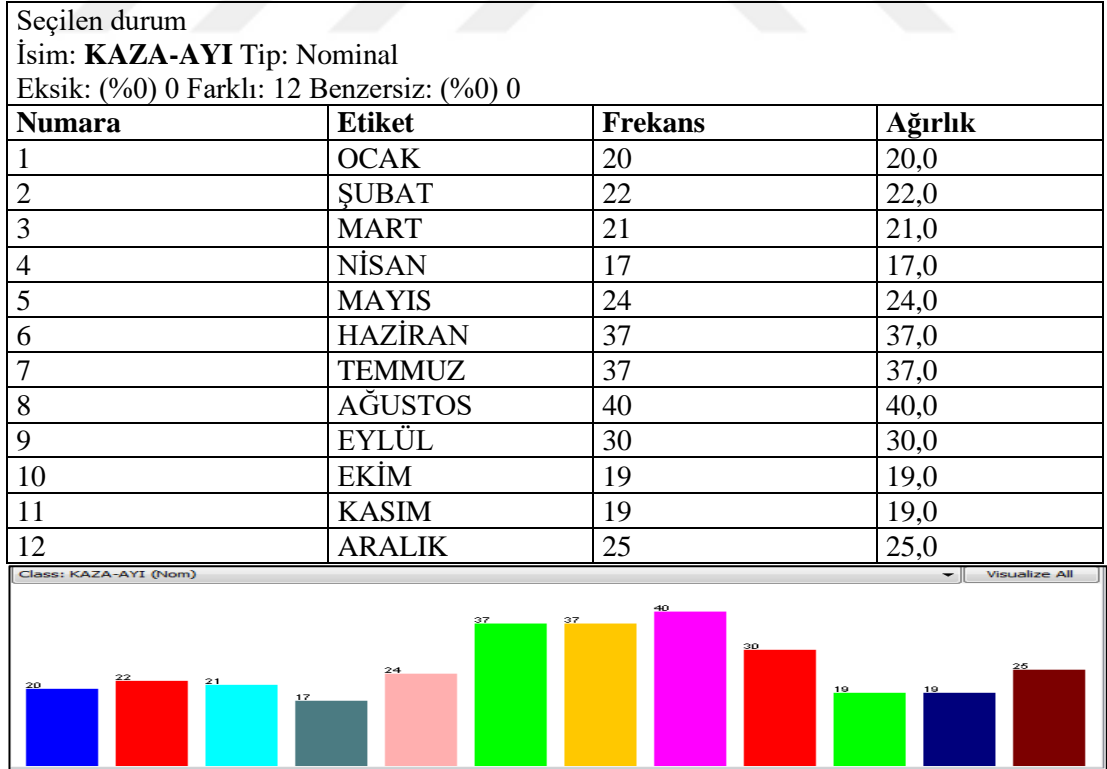 Seçilen durum
İsim: KAZA-AYI Tip: Nominal
Eksik: (%0) 0 Farklı: 12 Benzersiz: (%0) 0
Numara Etiket Frekans Ağırlık
1 OCAK 20 20,0
2 ŞUBAT 22 22,0
3 MART 21 21,0
4 NİSAN 17 17,0
5 MAYIS 24 24,0
6 HAZİRAN 37 37,0
7 TEMMUZ 37 37,0
8 AĞUSTOS 40 40,0
9 EYLÜL 30 30,0
10 EKİM 19 19,0
11 KASIM 19 19,0
12 ARALIK 25 25,0
Class: KAZA-AYI (Nom) Visualize All
20 22 21 17 24 37 37 40 30 19 19 25